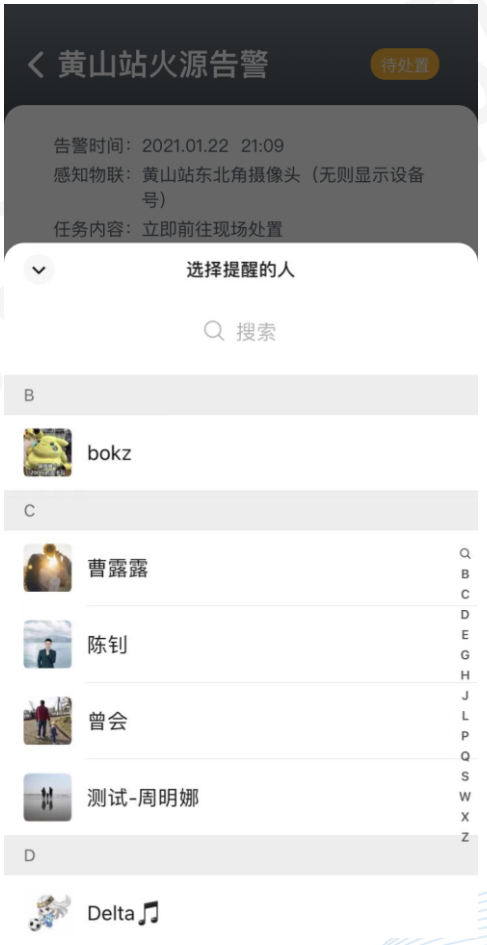 黄山站火源告警
待处置
告警时间：2021.01.22 21:09
感知物联：黄山站东北角摄像头（无则显示设备
号）
任务内容：立即前往现场处置
选择提醒的人
搜索
B
bokz
C
曹露露
陈钊
曾会
测试-周明娜
D
Delta🎵
B
C
D
E
G
H
J
L
P
Q
S
W
X
Z